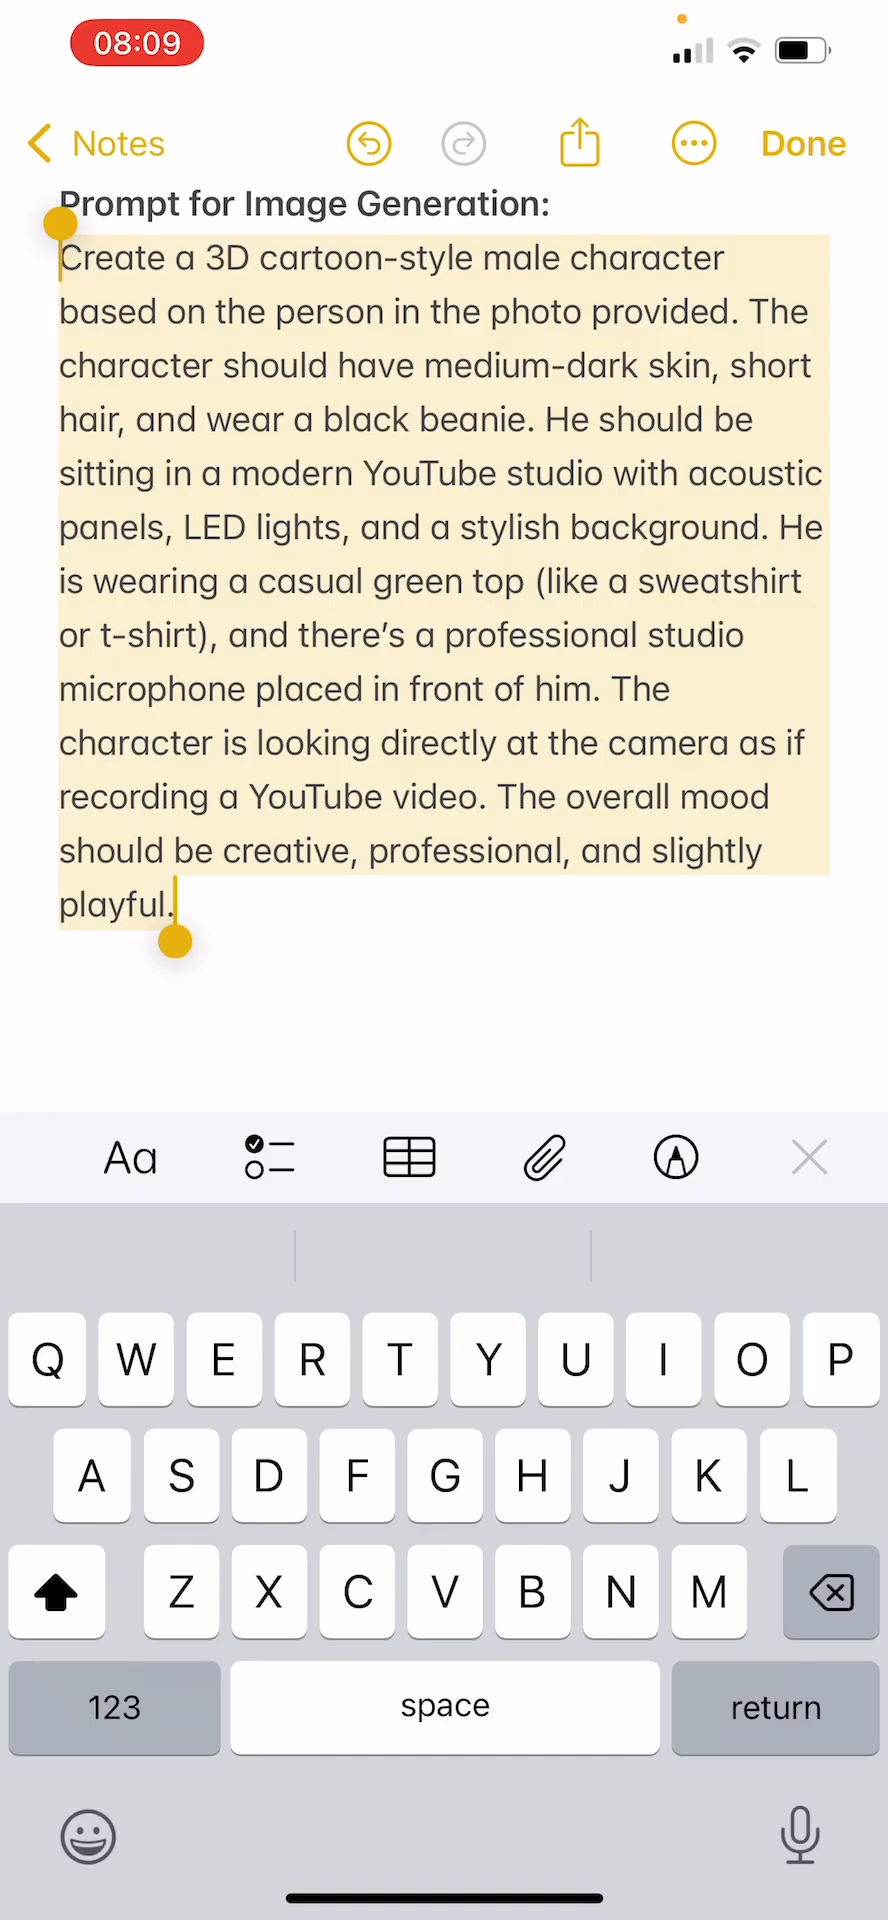 08:09
Notes
Done
Prompt for Image Generation:
Create a 3D cartoon-style male character
based on the person in the photo provided. The
character should have medium-dark skin, short
hair, and wear a black beanie. He should be
sitting in a modern YouTube studio with acoustic
panels, LED lights, and a stylish background. He
is wearing a casual green top (like a sweatshirt
or t-shirt), and there’s a professional studio
microphone placed in front of him. The
character is looking directly at the camera as if
recording a YouTube video. The overall mood
should be creative, professional, and slightly
playful.
Aa
Q W E R T Y U I O P
A S D F G H J K L
Z X C V B N M
123 space return